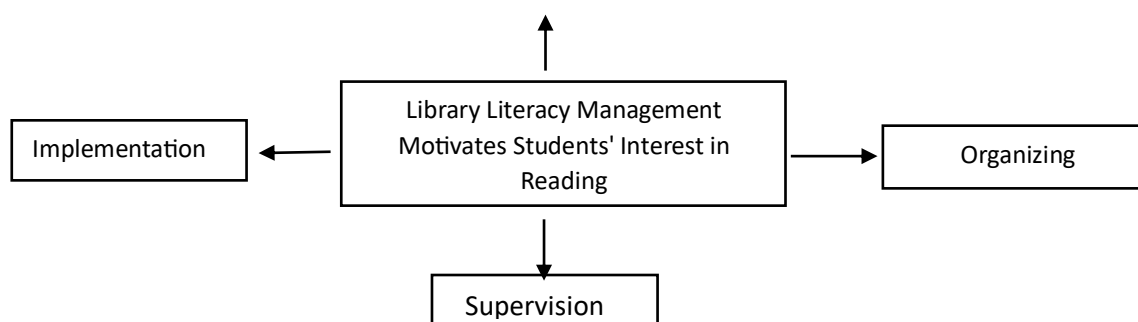 Library Literacy Management
Motivates Students' Interest in
Reading
Implementation
Organizing
Supervision